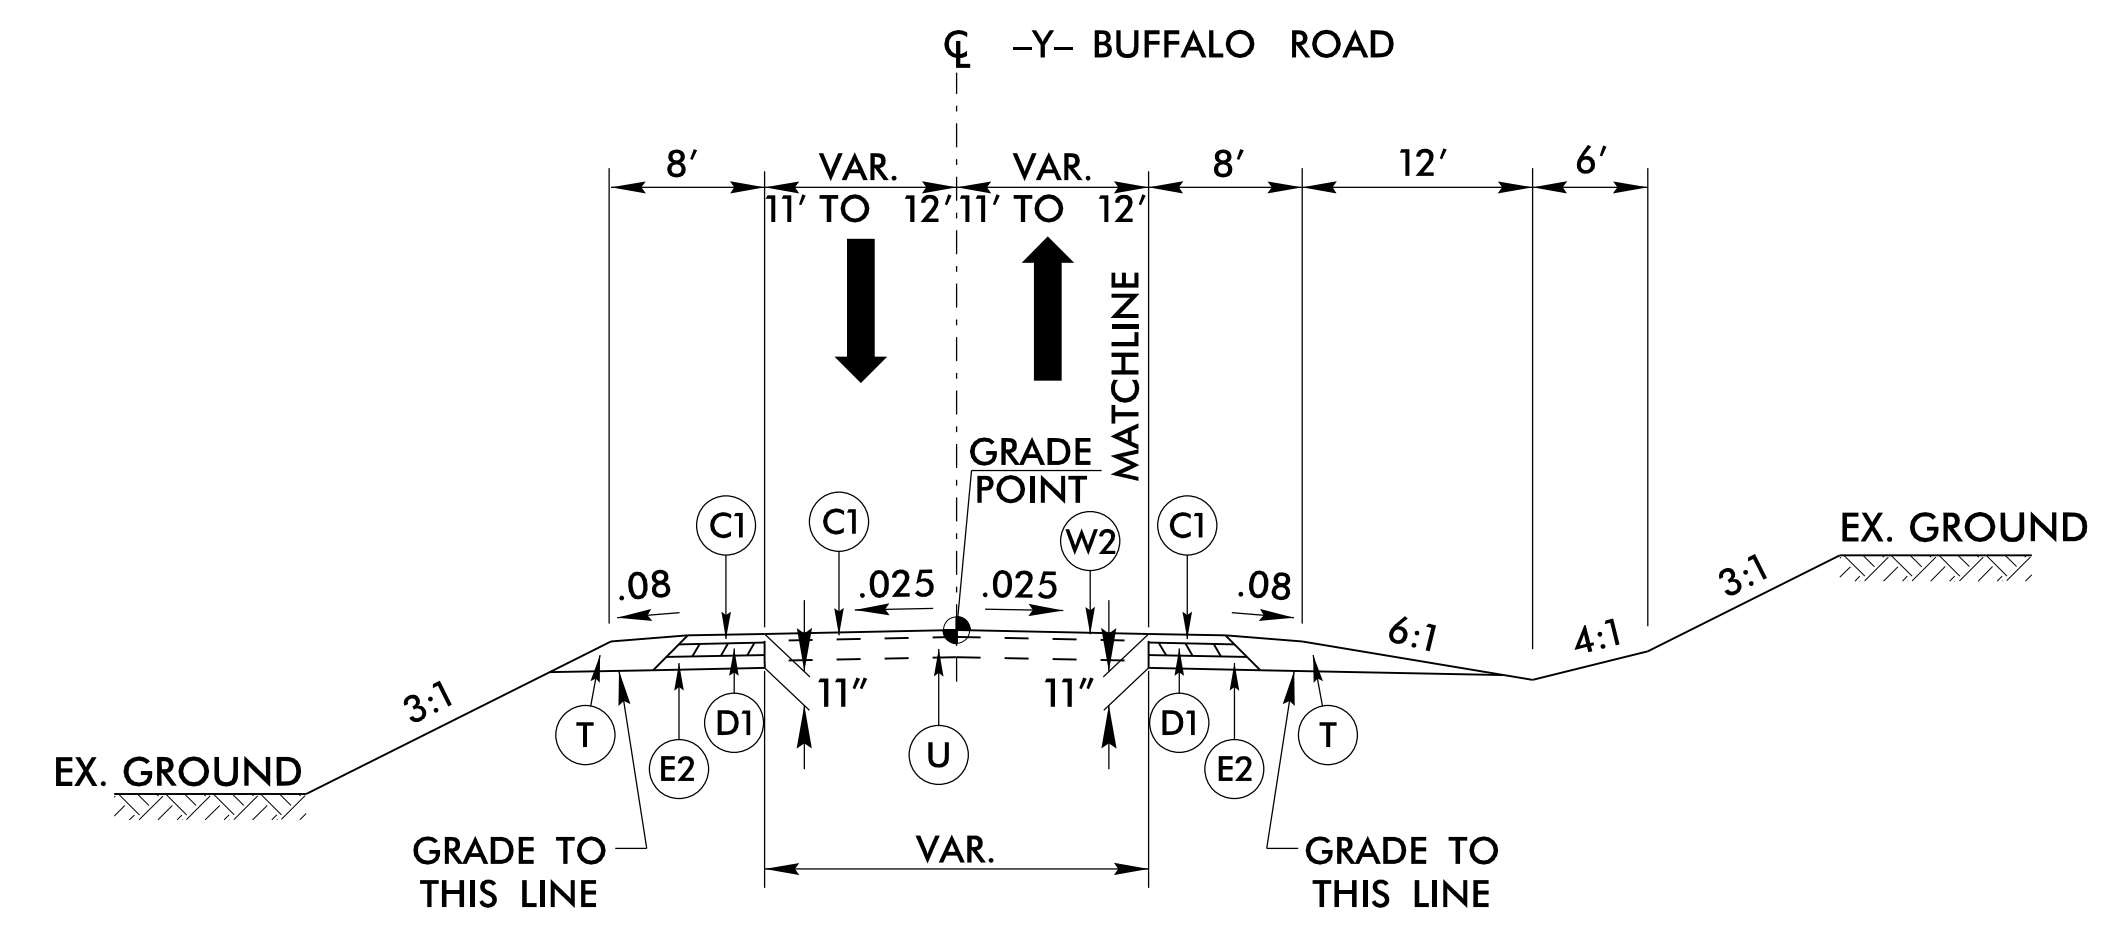 ℄ –Y– BUFFALO ROAD
8' VAR. VAR. 8' 12' 6'
11' TO 12' 11' TO 12'
MATCHLINE
GRADE
POINT
C1 C1 W2 C1
EX. GROUND
.08 .025 .025 .08
3:1
6:1 4:1
3:1
11" 11"
T E2 D1 U D1 E2 T
EX. GROUND
VAR.
GRADE TO
THIS LINE
GRADE TO
THIS LINE